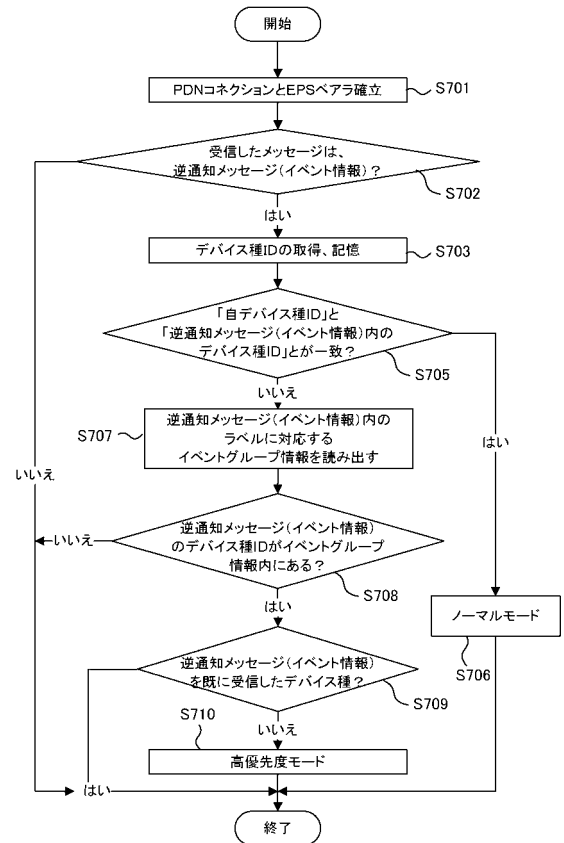 開始
PDNコネクションとEPSベアラ確立
S701
受信したメッセージは、
逆通知メッセージ(イベント情報)?
S702
はい
デバイス種IDの取得、記憶
S703
「自デバイス種ID」と
「逆通知メッセージ(イベント情報)内の
デバイス種ID」とが一致?
S705
いいえ
はい
S707
逆通知メッセージ(イベント情報)内の
ラベルに対応する
イベントグループ情報を読み出す
いいえ
いいえ
逆通知メッセージ(イベント情報)
のデバイス種IDがイベントグループ
情報内にある?
S708
はい
ノーマルモード
S706
逆通知メッセージ(イベント情報)
を既に受信したデバイス種?
S709
いいえ
S710
高優先度モード
はい
終了